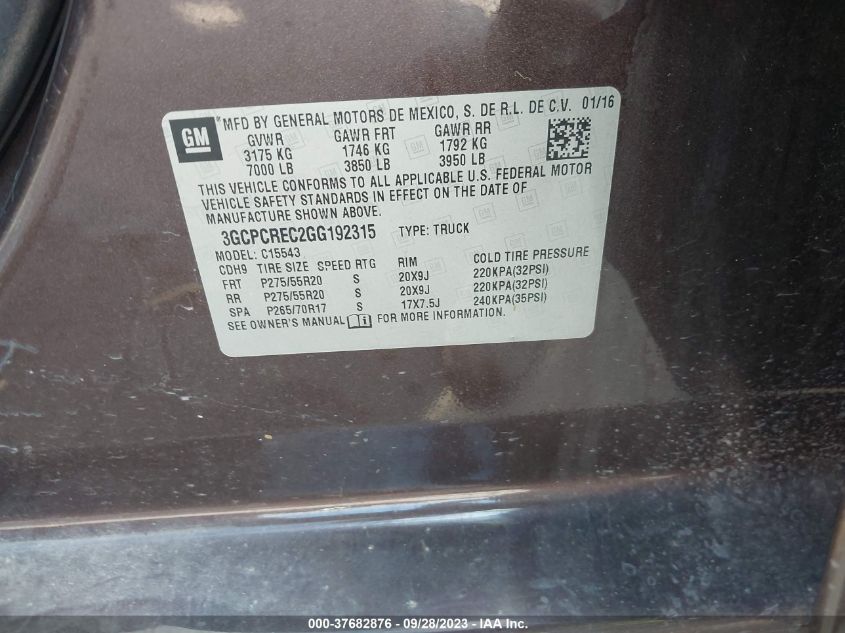 GM
*MFD BY GENERAL MOTORS DE MEXICO, S. DE R.L. DE C.V. 01/16
GVWR GAWR FRT GAWR RR
3175 KG 1746 KG 1792 KG
7000 LB 3850 LB 3950 LB
THIS VEHICLE CONFORMS TO ALL APPLICABLE U.S. FEDERAL MOTOR
VEHICLE SAFETY STANDARDS IN EFFECT ON THE DATE OF
MANUFACTURE SHOWN ABOVE.
3GCPCREC2GG192315 TYPE: TRUCK
MODEL: C15543
CDH9 TIRE SIZE SPEED RTG RIM COLD TIRE PRESSURE
FRT P275/55R20 S 20X9J 220KPA(32PSI)
RR P275/55R20 S 20X9J 220KPA(32PSI)
SPA P265/70R17 S 17X7.5J 240KPA(35PSI)
SEE OWNER'S MANUAL FOR MORE INFORMATION.
000-37682876 - 09/28/2023 - IAA Inc.